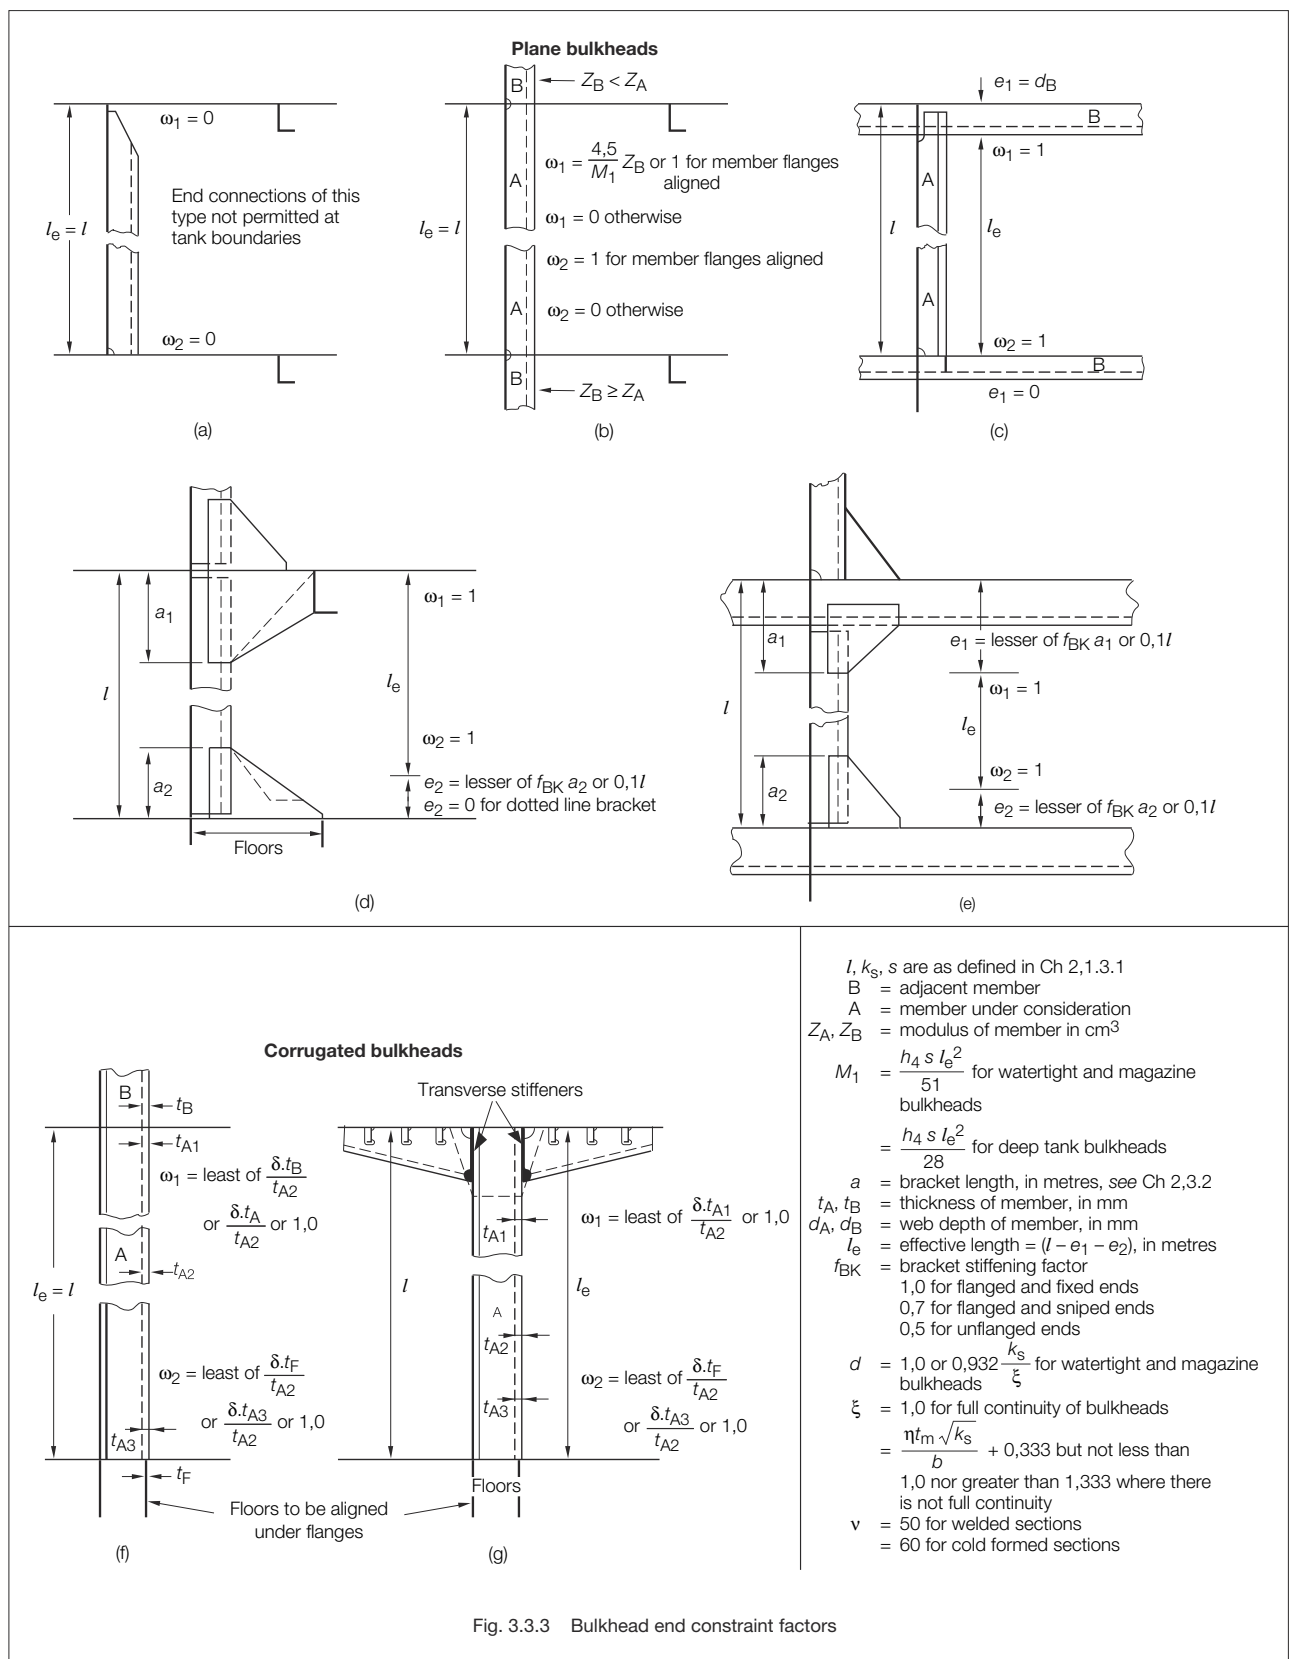 Plane bulkheads
ω1 = 0
End connections of this
type not permitted at
tank boundaries
le = l
ω2 = 0
(a)
B
ZB < ZA
ω1 = 4,5/M1 ZB or 1 for member flanges
aligned
A
ω1 = 0 otherwise
le = l
ω2 = 1 for member flanges aligned
A
ω2 = 0 otherwise
B
ZB ≥ ZA
(b)
e1 = dB
B
ω1 = 1
A
l
le
A
ω2 = 1
B
e1 = 0
(c)
a1
ω1 = 1
l
le
ω2 = 1
a2
e2 = lesser of fBK a2 or 0,1l
e2 = 0 for dotted line bracket
Floors
(d)
a1
e1 = lesser of fBK a1 or 0,1l
ω1 = 1
l
le
ω2 = 1
a2
e2 = lesser of fBK a2 or 0,1l
(e)
Corrugated bulkheads
B
tB
tA1
ω1 = least of δ.tB/tA2
or δ.tA/tA2 or 1,0
A
tA2
le = l
ω2 = least of δ.tF/tA2
or δ.tA3/tA2 or 1,0
tA3
tF
Floors to be aligned
under flanges
(f)
Transverse stiffeners
ω1 = least of δ.tA1/tA2 or 1,0
tA1
l
le
A
tA2
ω2 = least of δ.tF/tA2
tA3
or δ.tA3/tA2 or 1,0
Floors
(g)
l, ks, s are as defined in Ch 2,1.3.1
B = adjacent member
A = member under consideration
ZA, ZB = modulus of member in cm³
M1 = h4 s le²/51 for watertight and magazine
bulkheads
= h4 s le²/28 for deep tank bulkheads
a = bracket length, in metres, see Ch 2,3.2
tA, tB = thickness of member, in mm
dA, dB = web depth of member, in mm
le = effective length = (l – e1 – e2), in metres
fBK = bracket stiffening factor
1,0 for flanged and fixed ends
0,7 for flanged and sniped ends
0,5 for unflanged ends
d = 1,0 or 0,932 ks/ξ for watertight and magazine
bulkheads
ξ = 1,0 for full continuity of bulkheads
= ηtm √ks/b + 0,333 but not less than
1,0 nor greater than 1,333 where there
is not full continuity
ν = 50 for welded sections
= 60 for cold formed sections
Fig. 3.3.3 Bulkhead end constraint factors